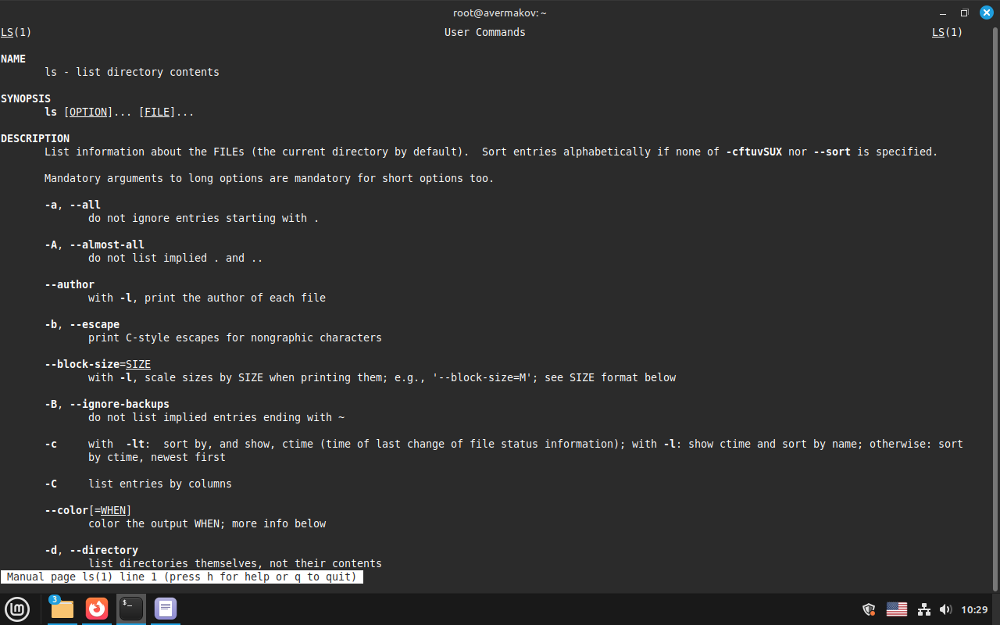 root@avermakov: ~
LS(1) User Commands LS(1)
NAME
ls - list directory contents
SYNOPSIS
ls [OPTION]... [FILE]...
DESCRIPTION
List information about the FILEs (the current directory by default).  Sort entries alphabetically if none of -cftuvSUX nor --sort is specified.
Mandatory arguments to long options are mandatory for short options too.
-a, --all
do not ignore entries starting with .
-A, --almost-all
do not list implied . and ..
--author
with -l, print the author of each file
-b, --escape
print C-style escapes for nongraphic characters
--block-size=SIZE
with -l, scale sizes by SIZE when printing them; e.g., '--block-size=M'; see SIZE format below
-B, --ignore-backups
do not list implied entries ending with ~
-c with  -lt:  sort by, and show, ctime (time of last change of file status information); with -l: show ctime and sort by name; otherwise: sort
by ctime, newest first
-C list entries by columns
--color[=WHEN]
color the output WHEN; more info below
-d, --directory
list directories themselves, not their contents
Manual page ls(1) line 1 (press h for help or q to quit)
3
$_
10:29